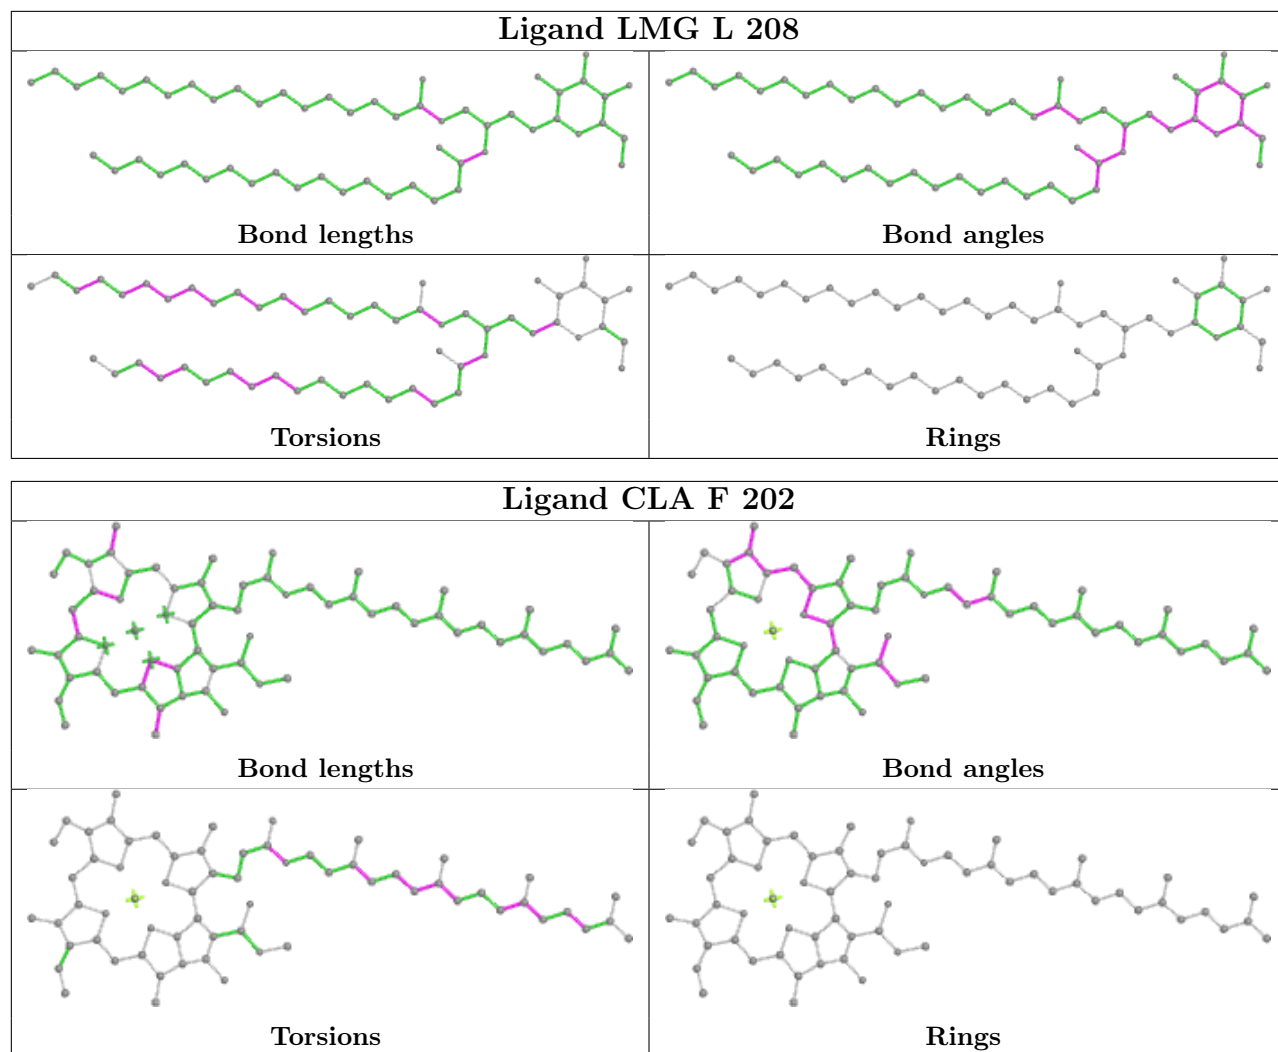 Ligand LMG L 208
Bond lengths
Bond angles
Torsions
Rings
Ligand CLA F 202
Bond lengths
Bond angles
Torsions
Rings